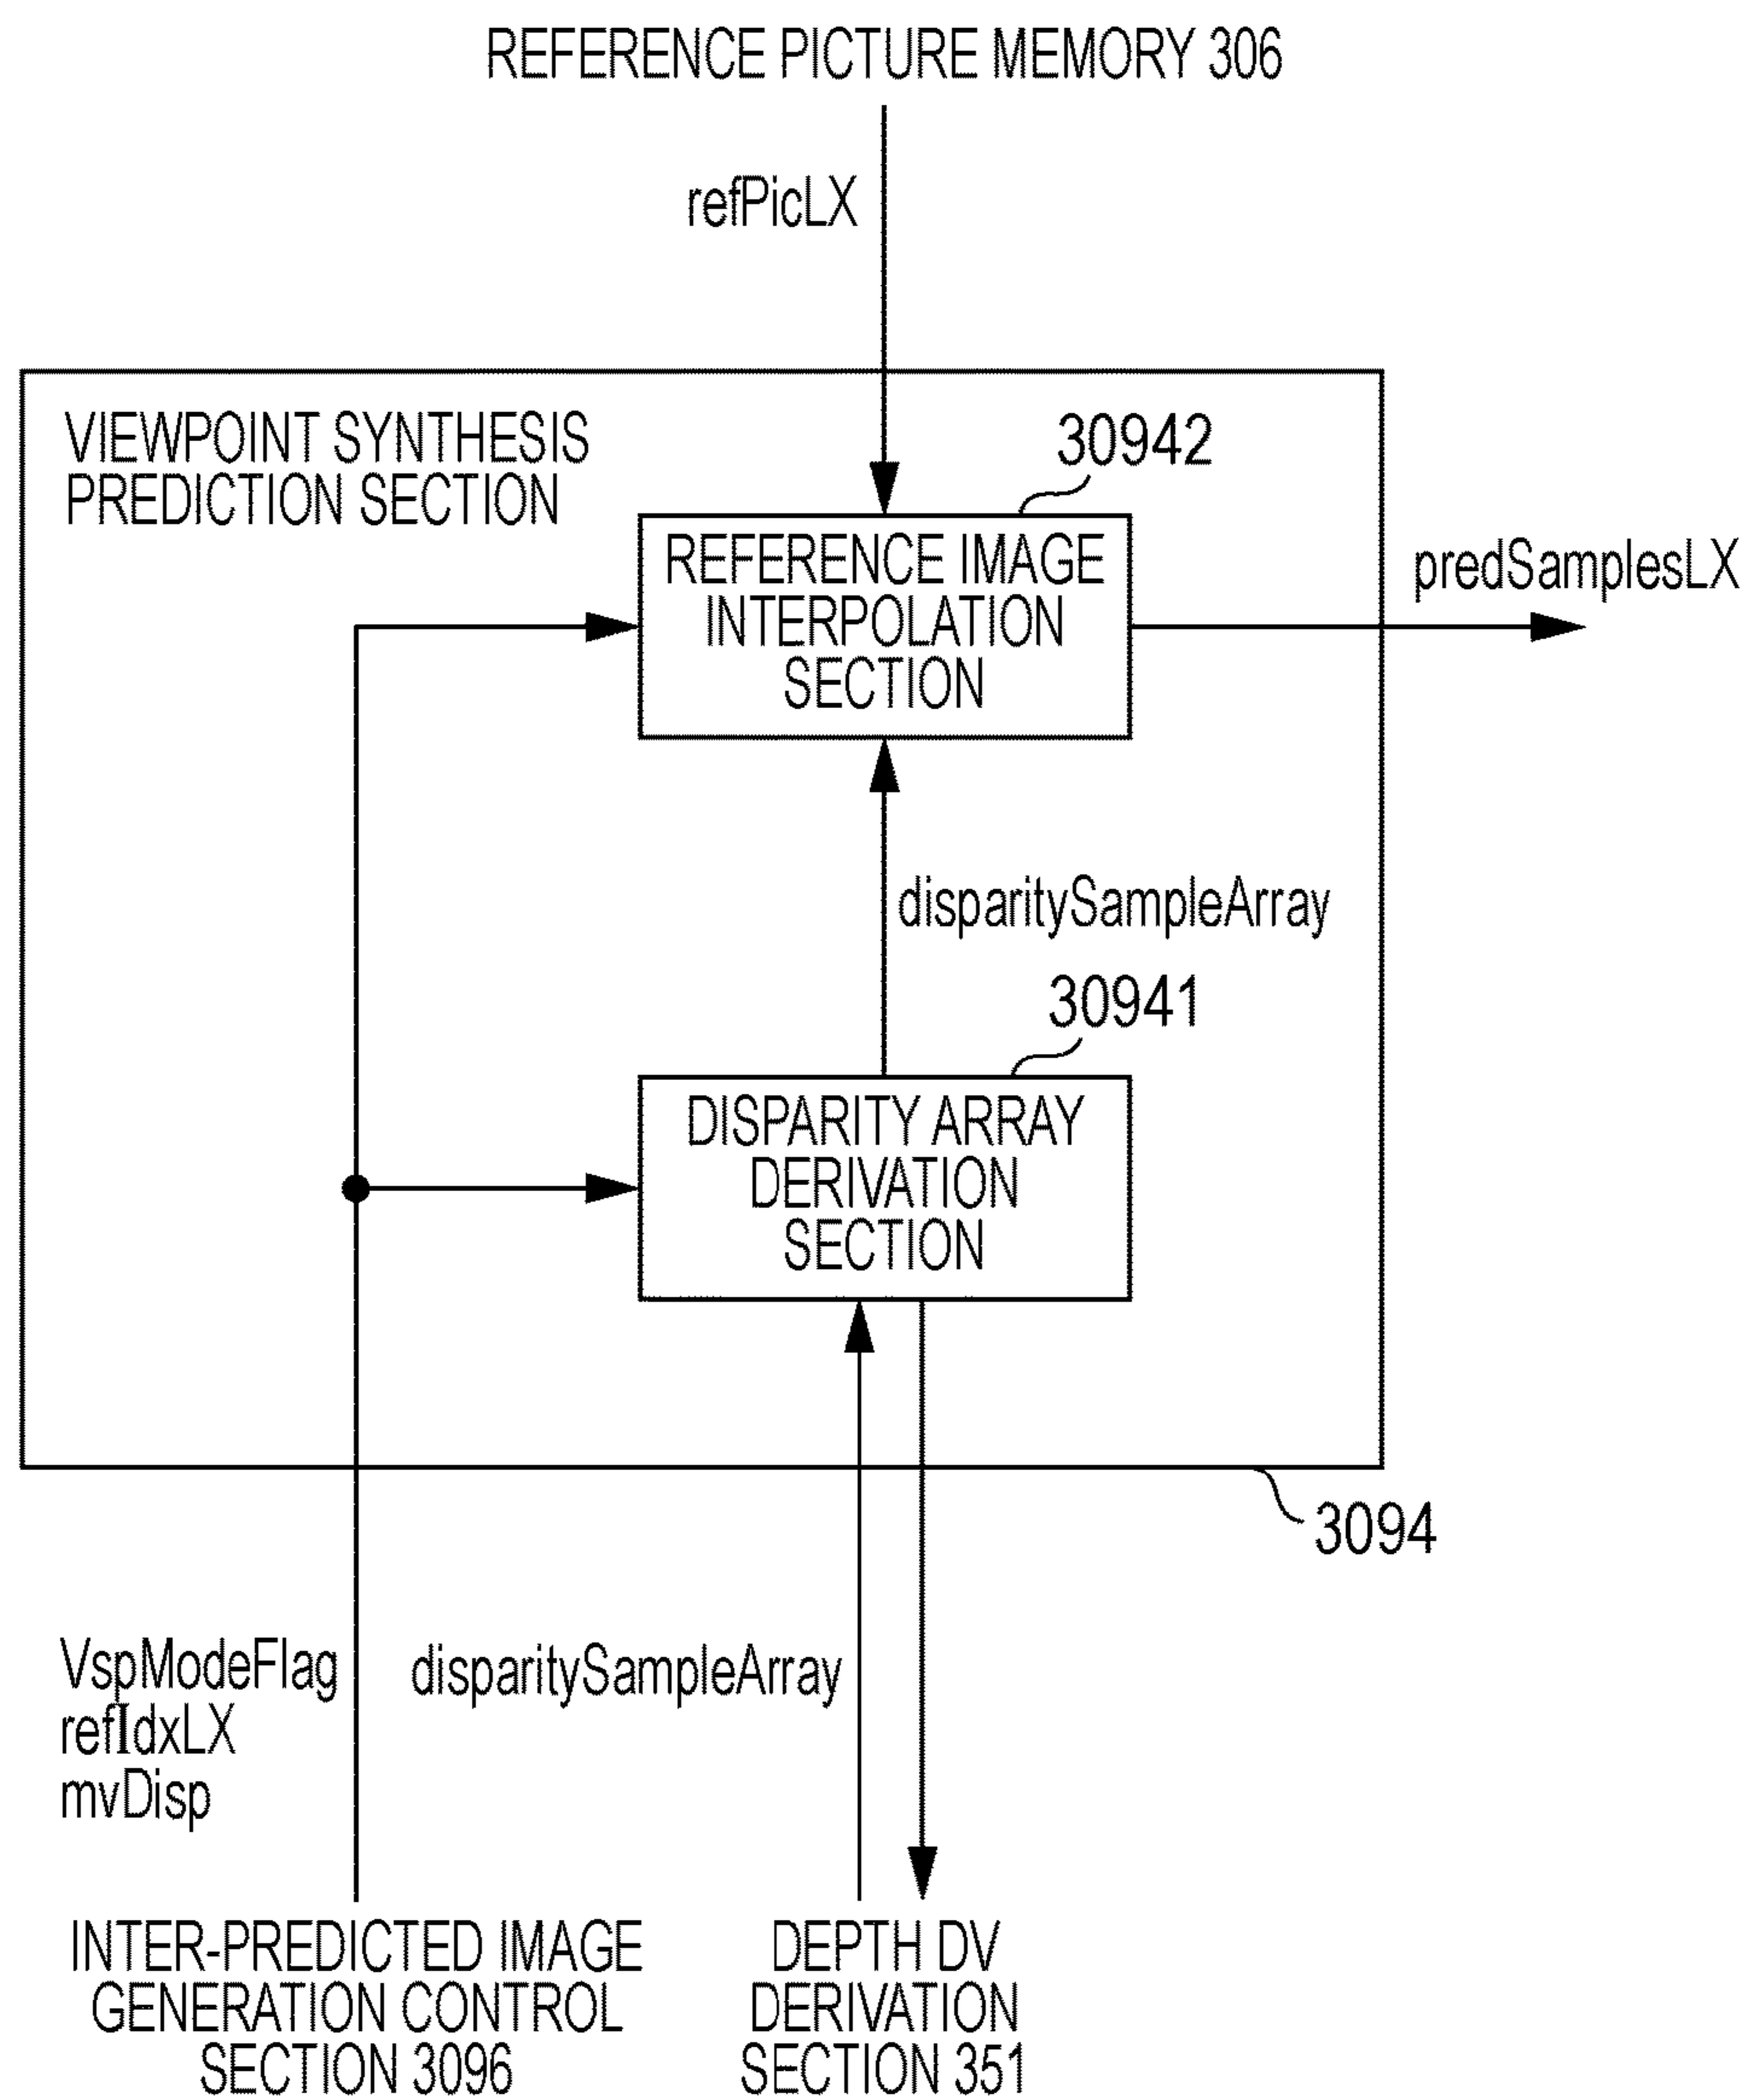 REFERENCE PICTURE MEMORY 306
refPicLX
VIEWPOINT SYNTHESIS
PREDICTION SECTION
30942
REFERENCE IMAGE
INTERPOLATION
SECTION
predSamplesLX
disparitySampleArray
30941
DISPARITY ARRAY
DERIVATION
SECTION
3094
VspModeFlag
refIdxLX
mvDisp
disparitySampleArray
INTER-PREDICTED IMAGE
GENERATION CONTROL
SECTION 3096
DEPTH DV
DERIVATION
SECTION 351